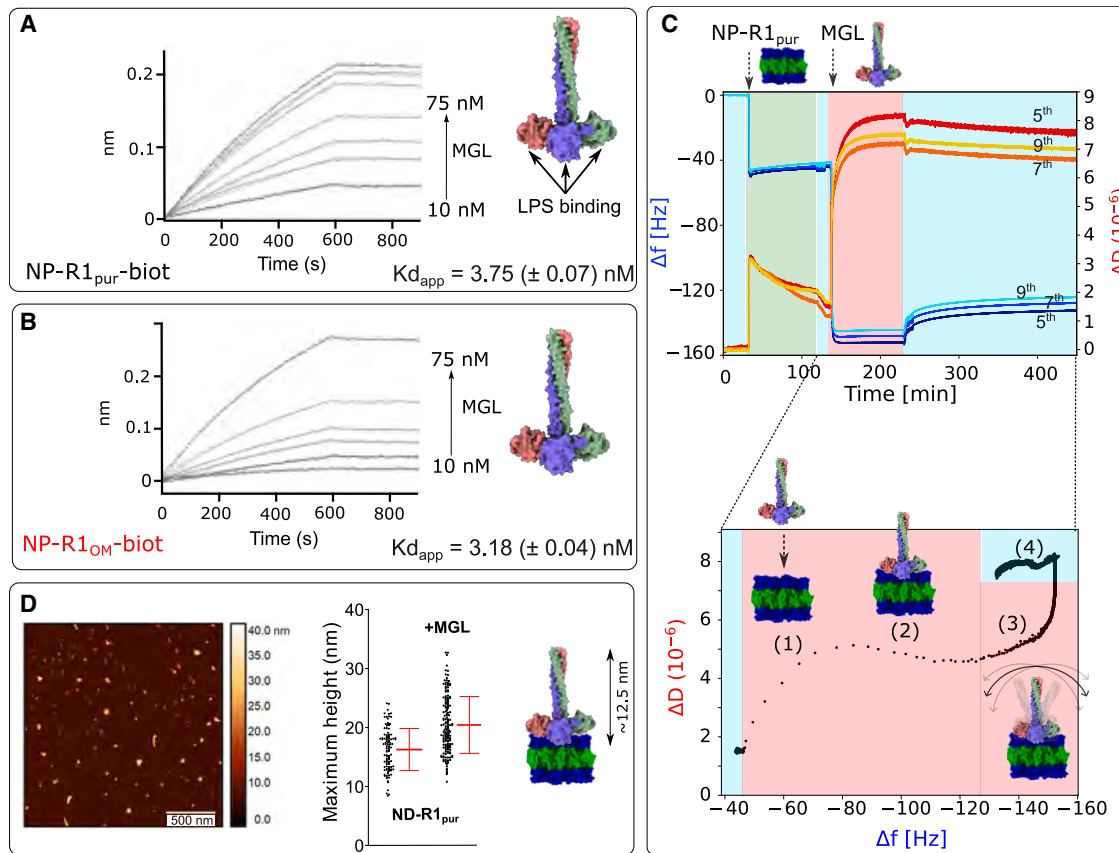 A
0.2
0.1
0
nm
0 200 400 600 800
Time (s)
75 nM
MGL
10 nM
LPS binding
NP-R1pur-biot
Kdapp = 3.75 (± 0.07) nM
B
0.2
0.1
0
nm
0 200 400 600 800
Time (s)
75 nM
MGL
10 nM
NP-R1OM-biot
Kdapp = 3.18 (± 0.04) nM
C
NP-R1pur MGL
0
−40
−80
−120
−160
Δf [Hz]
9
8
7
6
5
4
3
2
1
0
ΔD (10⁻⁶)
5th
9th
7th
9th
7th
5th
0 100 200 300 400
Time [min]
8
6
4
2
0
ΔD (10⁻⁶)
(1)
(2)
(3)
(4)
−40 −60 −80 −100 −120 −140 −160
Δf [Hz]
D
500 nm
40.0 nm
30.0
20.0
10.0
0.0
Maximum height (nm)
40
30
20
10
0
+MGL
ND-R1pur
~12.5 nm